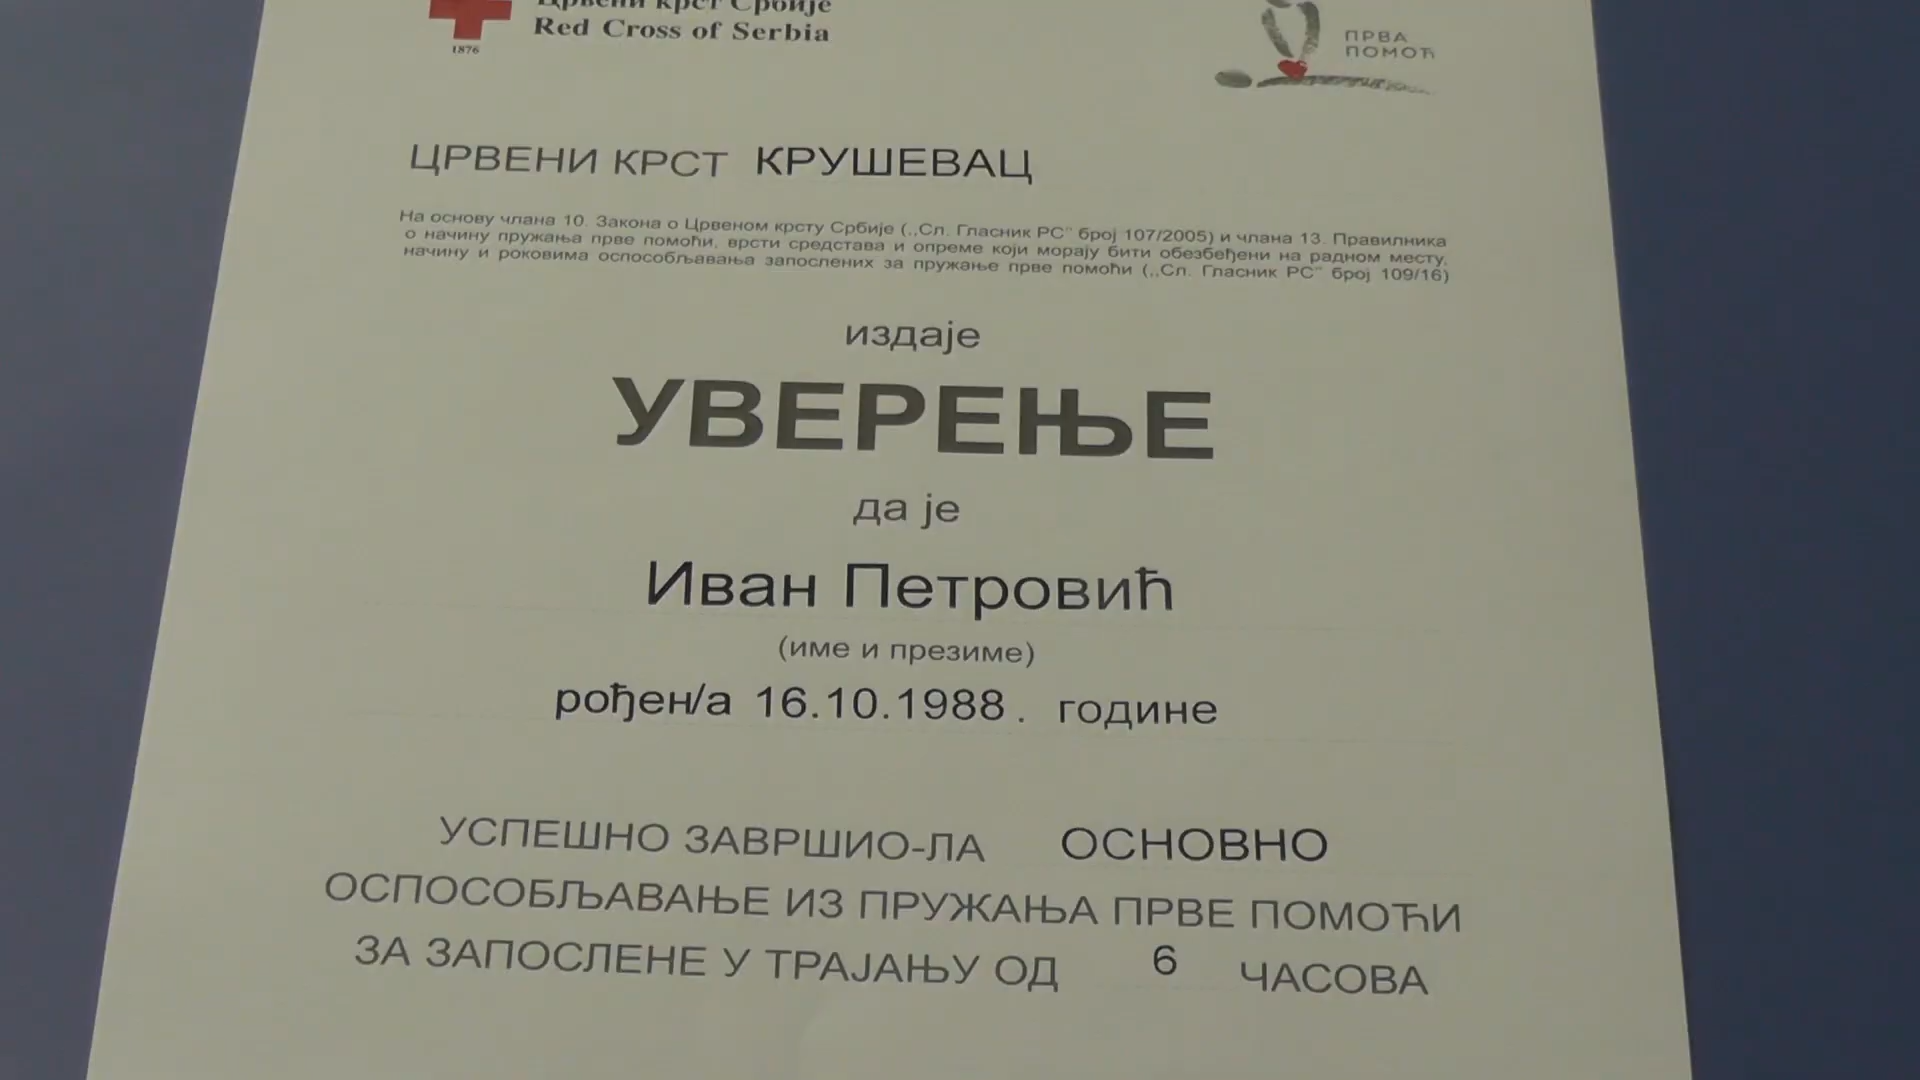 Црвени крст Србије
Red Cross of Serbia
1876
ПРВА
ПОМОЋ
ЦРВЕНИ КРСТ КРУШЕВАЦ
На основу члана 10. Закона о Црвеном крсту Србије (,,Сл. Гласник РС“ број 107/2005) и члана 13. Правилника
о начину пружања прве помоћи, врсти средстава и опреме који морају бити обезбеђени на радном месту,
начину и роковима оспособљавања запослених за пружање прве помоћи (,,Сл. Гласник РС“ број 109/16)
издаје
УВЕРЕЊЕ
да је
Иван Петровић
(име и презиме)
рођен/а 16.10.1988. године
УСПЕШНО ЗАВРШИО-ЛА ОСНОВНО
ОСПОСОБЉАВАЊЕ ИЗ ПРУЖАЊА ПРВЕ ПОМОЋИ
ЗА ЗАПОСЛЕНЕ У ТРАЈАЊУ ОД 6 ЧАСОВА